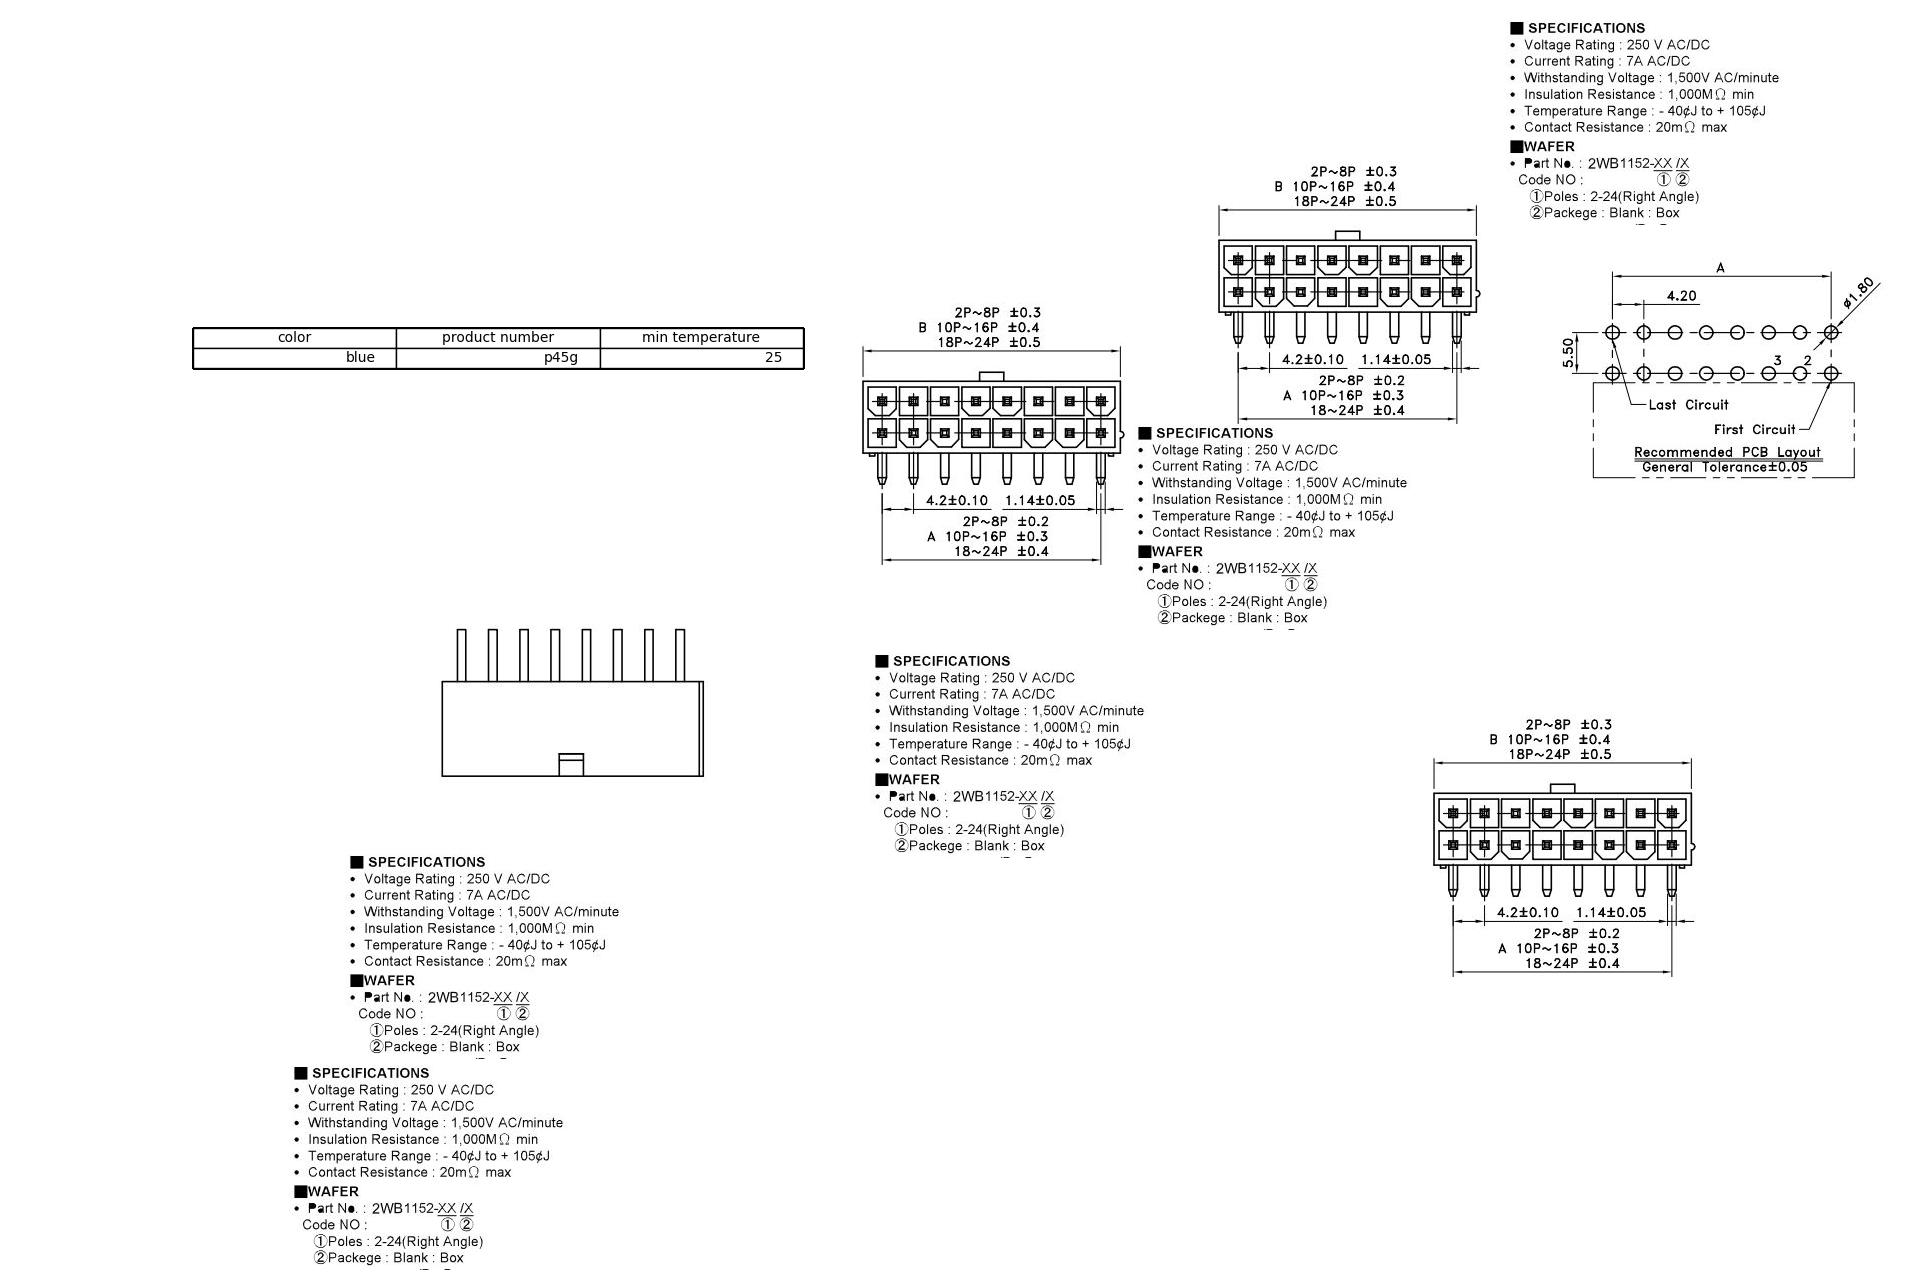 ■ SPECIFICATIONS
• Voltage Rating : 250 V AC/DC
• Current Rating : 7A AC/DC
• Withstanding Voltage : 1,500V AC/minute
• Insulation Resistance : 1,000MΩ min
• Temperature Range : - 40¢J to + 105¢J
• Contact Resistance : 20mΩ max
■WAFER
• Part No. : 2WB1152-XX /X
Code NO : ① ②
①Poles : 2-24(Right Angle)
②Packege : Blank : Box
2P~8P ±0.3
B 10P~16P ±0.4
18P~24P ±0.5
4.2±0.10 1.14±0.05
2P~8P ±0.2
A 10P~16P ±0.3
18~24P ±0.4
A
4.20
ø1.80
5.50
3 2
Last Circuit
First Circuit
Recommended PCB Layout
General Tolerance±0.05
color product number min temperature
blue p45g 25
2P~8P ±0.3
B 10P~16P ±0.4
18P~24P ±0.5
4.2±0.10 1.14±0.05
2P~8P ±0.2
A 10P~16P ±0.3
18~24P ±0.4
■ SPECIFICATIONS
• Voltage Rating : 250 V AC/DC
• Current Rating : 7A AC/DC
• Withstanding Voltage : 1,500V AC/minute
• Insulation Resistance : 1,000MΩ min
• Temperature Range : - 40¢J to + 105¢J
• Contact Resistance : 20mΩ max
■WAFER
• Part No. : 2WB1152-XX /X
Code NO : ① ②
①Poles : 2-24(Right Angle)
②Packege : Blank : Box
■ SPECIFICATIONS
• Voltage Rating : 250 V AC/DC
• Current Rating : 7A AC/DC
• Withstanding Voltage : 1,500V AC/minute
• Insulation Resistance : 1,000MΩ min
• Temperature Range : - 40¢J to + 105¢J
• Contact Resistance : 20mΩ max
■WAFER
• Part No. : 2WB1152-XX /X
Code NO : ① ②
①Poles : 2-24(Right Angle)
②Packege : Blank : Box
2P~8P ±0.3
B 10P~16P ±0.4
18P~24P ±0.5
4.2±0.10 1.14±0.05
2P~8P ±0.2
A 10P~16P ±0.3
18~24P ±0.4
■ SPECIFICATIONS
• Voltage Rating : 250 V AC/DC
• Current Rating : 7A AC/DC
• Withstanding Voltage : 1,500V AC/minute
• Insulation Resistance : 1,000MΩ min
• Temperature Range : - 40¢J to + 105¢J
• Contact Resistance : 20mΩ max
■WAFER
• Part No. : 2WB1152-XX /X
Code NO : ① ②
①Poles : 2-24(Right Angle)
②Packege : Blank : Box
■ SPECIFICATIONS
• Voltage Rating : 250 V AC/DC
• Current Rating : 7A AC/DC
• Withstanding Voltage : 1,500V AC/minute
• Insulation Resistance : 1,000MΩ min
• Temperature Range : - 40¢J to + 105¢J
• Contact Resistance : 20mΩ max
■WAFER
• Part No. : 2WB1152-XX /X
Code NO : ① ②
①Poles : 2-24(Right Angle)
②Packege : Blank : Box